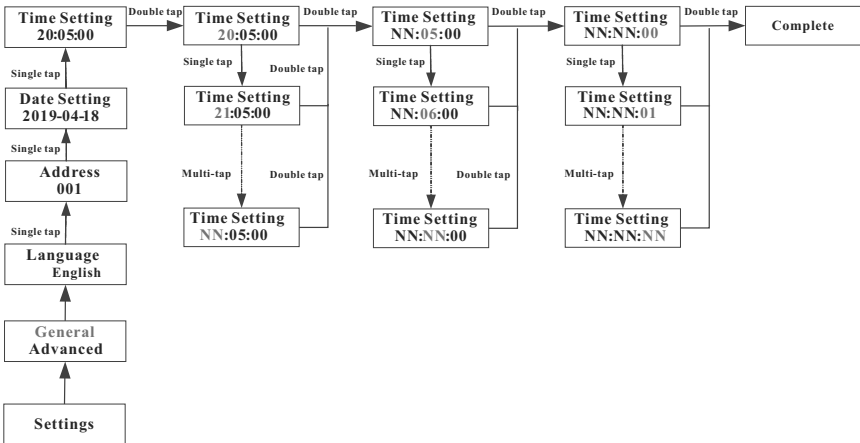 Time Setting
20:05:00
Double tap
Time Setting
20:05:00
Double tap
Time Setting
NN:05:00
Double tap
Time Setting
NN:NN:00
Double tap
Complete
Single tap
Single tap
Double tap
Single tap
Single tap
Date Setting
2019-04-18
Time Setting
21:05:00
Time Setting
NN:06:00
Time Setting
NN:NN:01
Single tap
Address
001
Multi-tap
Double tap
Multi-tap
Double tap
Multi-tap
Single tap
Time Setting
NN:05:00
Time Setting
NN:NN:00
Time Setting
NN:NN:NN
Language
English
General
Advanced
Settings